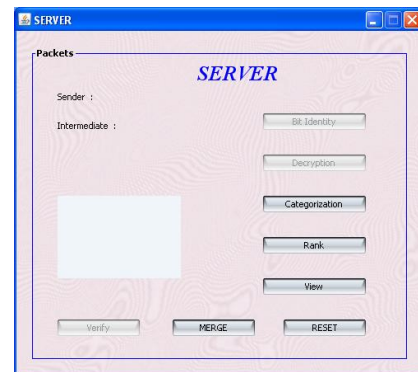 SERVER
Packets
SERVER
Sender :
Intermediate :
Bit Identity
Decryption
Categorization
Rank
View
Verify
MERGE
RESET